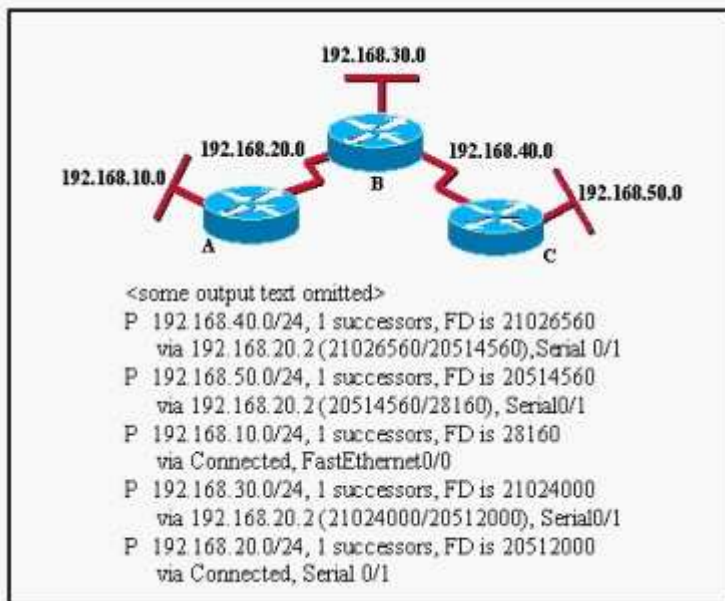 192.168.30.0
192.168.20.0
192.168.40.0
192.168.10.0
B
192.168.50.0
A
C
<some output text omitted>
P 192.168.40.0/24, 1 successors, FD is 21026560
via 192.168.20.2 (21026560/20514560),Serial 0/1
P 192.168.50.0/24, 1 successors, FD is 20514560
via 192.168.20.2 (20514560/28160), Serial0/1
P 192.168.10.0/24, 1 successors, FD is 28160
via Connected, FastEthernet0/0
P 192.168.30.0/24, 1 successors, FD is 21024000
via 192.168.20.2 (21024000/20512000), Serial0/1
P 192.168.20.0/24, 1 successors, FD is 20512000
via Connected, Serial 0/1